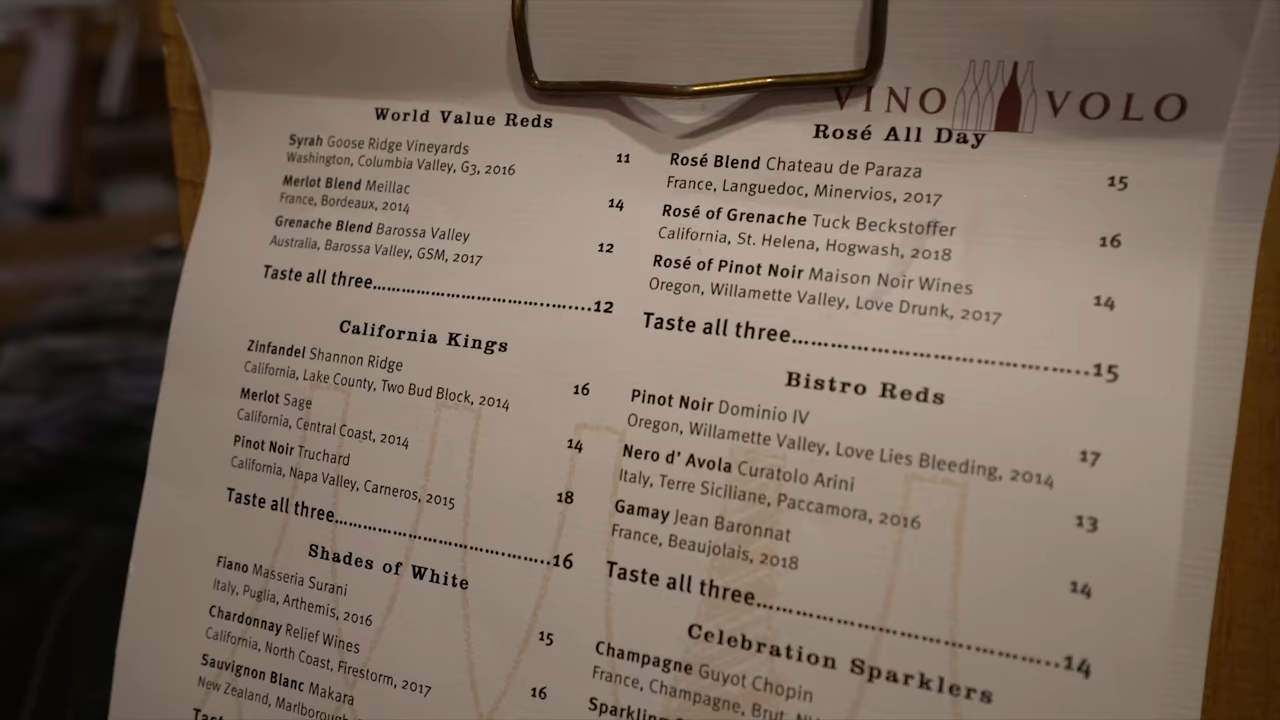 VINO VOLO
World Value Reds
Syrah Goose Ridge Vineyards
Washington, Columbia Valley, G3, 2016 11
Merlot Blend Meillac
France, Bordeaux, 2014 14
Grenache Blend Barossa Valley
Australia, Barossa Valley, GSM, 2017 12
Taste all three..........12
California Kings
Zinfandel Shannon Ridge
California, Lake County, Two Bud Block, 2014 16
Merlot Sage
California, Central Coast, 2014 14
Pinot Noir Truchard
California, Napa Valley, Carneros, 2015 18
Taste all three..........16
Shades of White
Fiano Masseria Surani
Italy, Puglia, Arthemis, 2016 15
Chardonnay Relief Wines
California, North Coast, Firestorm, 2017 16
Sauvignon Blanc Makara
New Zealand, Marlborough
Rosé All Day
Rosé Blend Chateau de Paraza 15
France, Languedoc, Minervios, 2017
Rosé of Grenache Tuck Beckstoffer 16
California, St. Helena, Hogwash, 2018
Rosé of Pinot Noir Maison Noir Wines 14
Oregon, Willamette Valley, Love Drunk, 2017
Taste all three..........15
Bistro Reds
Pinot Noir Dominio IV
Oregon, Willamette Valley, Love Lies Bleeding, 2014 17
Nero d' Avola Curatolo Arini
Italy, Terre Siciliane, Paccamora, 2016 13
Gamay Jean Baronnat
France, Beaujolais, 2018 14
Taste all three..........14
Celebration Sparklers
Champagne Guyot Chopin
France, Champagne, Brut,
Sparkling